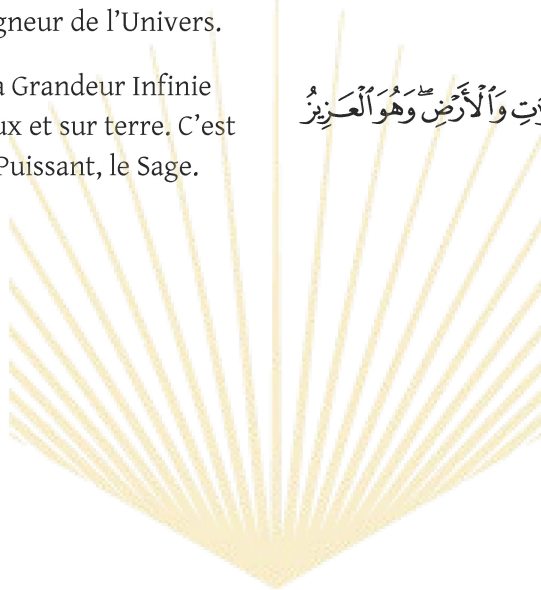 gneur de l’Univers.
a Grandeur Infinie
ux et sur terre. C’est
Puissant, le Sage.
وَٱلۡأَرۡضِۖ وَهُوَ ٱلۡعَزِيزُ